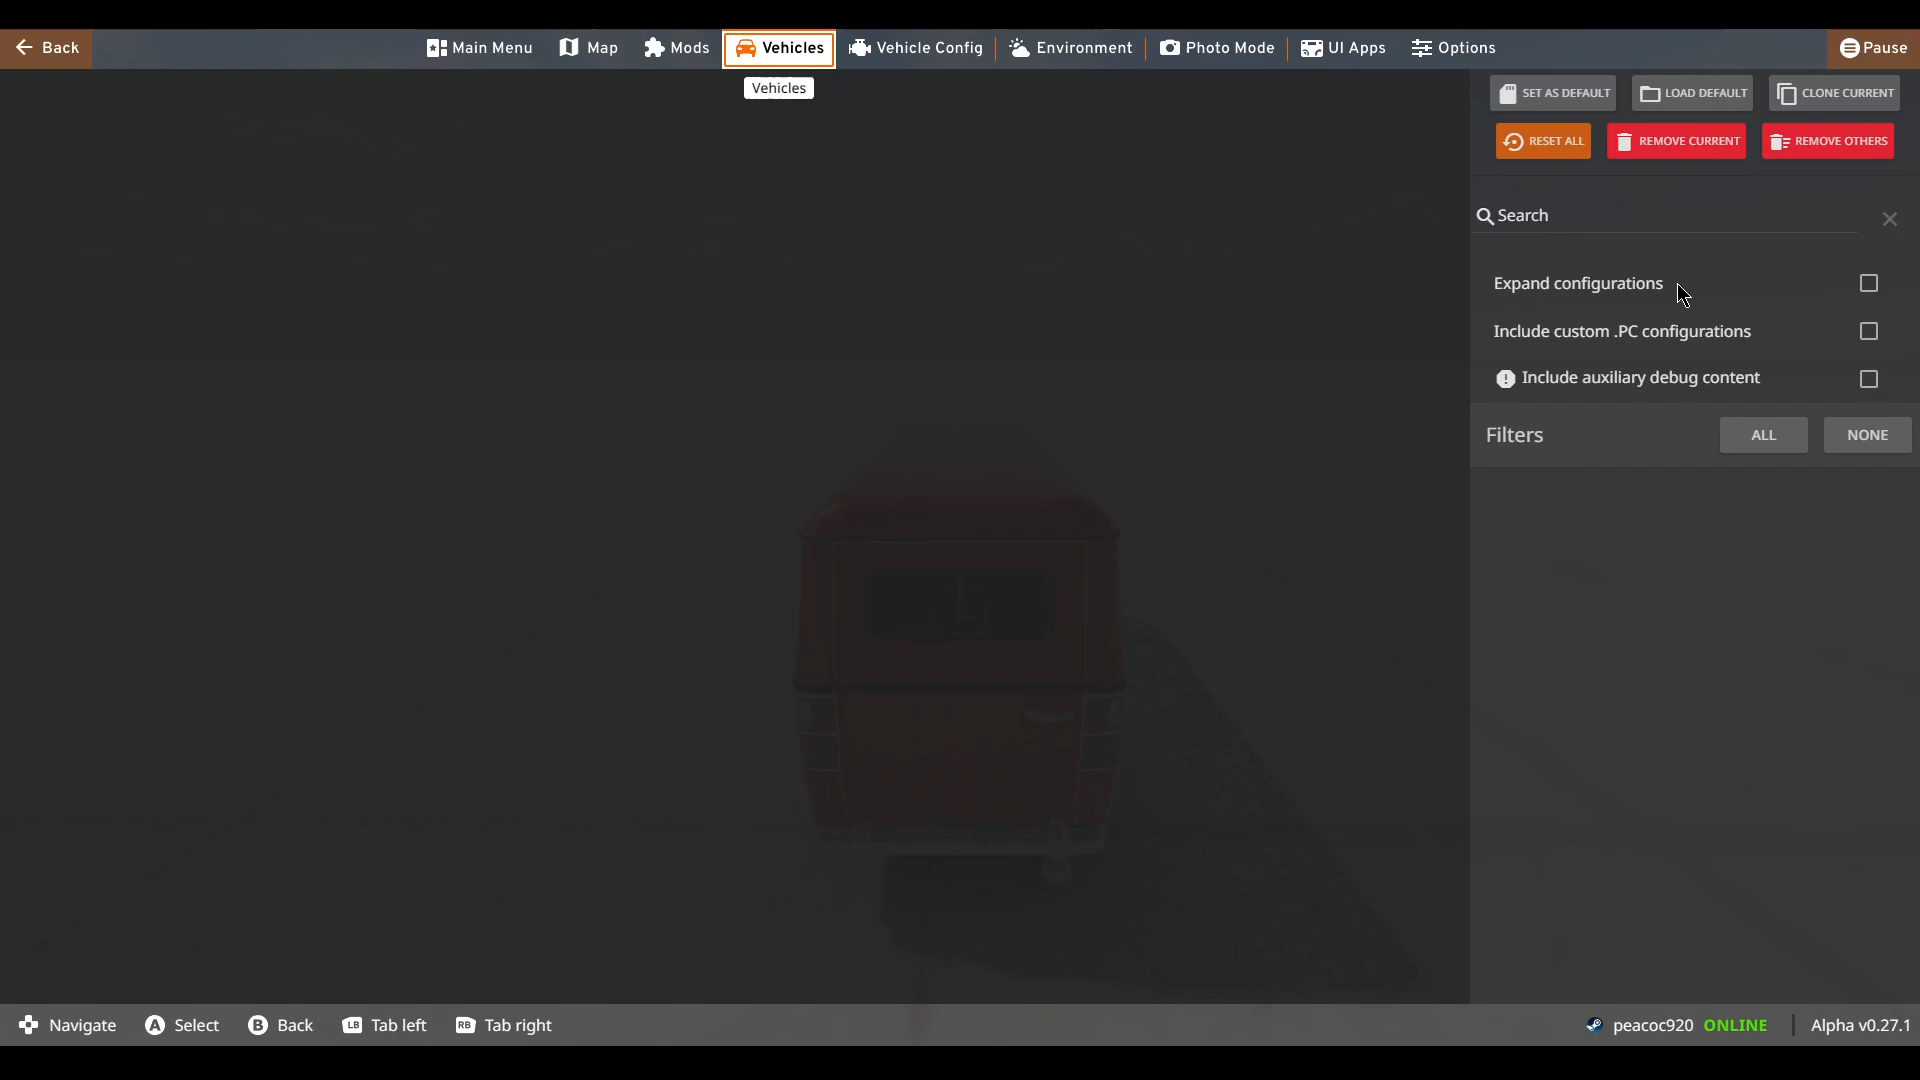 Back
Main Menu
Map
Mods
Vehicles
Vehicle Config
Environment
Photo Mode
UI Apps
Options
Pause
Vehicles
SET AS DEFAULT
LOAD DEFAULT
CLONE CURRENT
RESET ALL
REMOVE CURRENT
REMOVE OTHERS
Search
Expand configurations
Include custom .PC configurations
Include auxiliary debug content
Filters
ALL
NONE
Navigate
A Select
B Back
LB Tab left
RB Tab right
peacoc920 ONLINE
Alpha v0.27.1